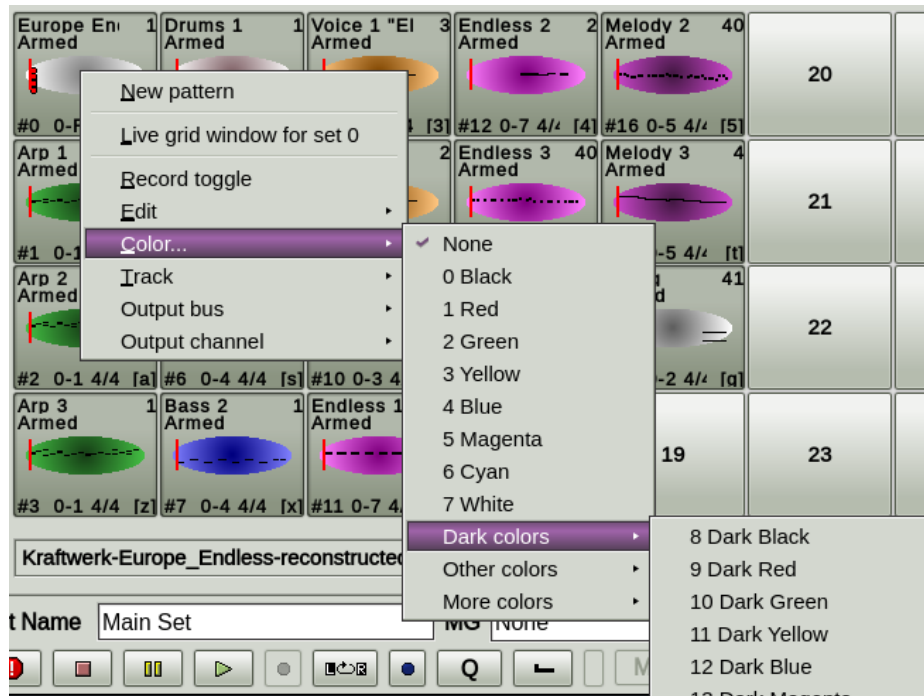 Europe En 1 Drums 1 1 Voice 1 "El 3 Endless 2 2 Melody 2 40
Armed Armed Armed Armed Armed
20
#0 0-F [3] #12 0-7 4/4 [4] #16 0-5 4/4 [5]
New pattern
Live grid window for set 0
Record toggle
Edit
Color...
Track
Output bus
Output channel
Arp 1 2 Endless 3 40 Melody 3 4
Armed Armed Armed
21
#1 0-1 -5 4/4 [t]
None
0 Black
1 Red
2 Green
3 Yellow
4 Blue
5 Magenta
6 Cyan
7 White
Dark colors
Other colors
More colors
Arp 2 41
Armed d
22
#2 0-1 4/4 [a] #6 0-4 4/4 [s] #10 0-3 4 -2 4/4 [g]
Arp 3 1 Bass 2 1 Endless 1
Armed Armed Armed
19 23
#3 0-1 4/4 [z] #7 0-4 4/4 [x] #11 0-7 4
8 Dark Black
9 Dark Red
10 Dark Green
11 Dark Yellow
12 Dark Blue
13 Dark Magenta
Kraftwerk-Europe_Endless-reconstructed
t Name Main Set MG None
Q M